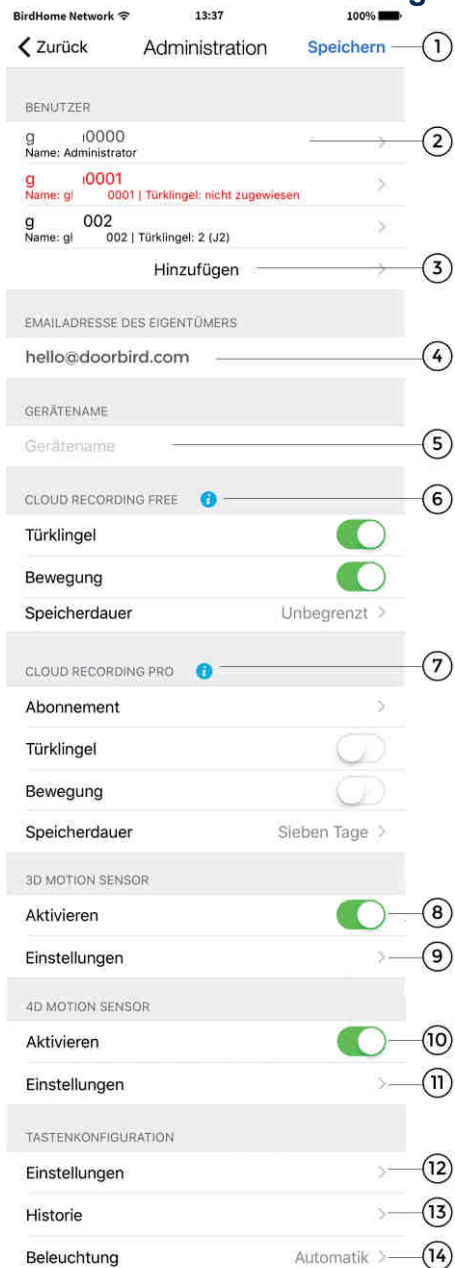 BirdHome Network 13:37 100%
Zurück Administration Speichern 1
BENUTZER
g 0000 2
Name: Administrator
g 0001
Name: gl 0001 | Türklingel: nicht zugewiesen
g 002
Name: gl 002 | Türklingel: 2 (J2)
Hinzufügen 3
EMAILADRESSE DES EIGENTÜMERS
hello@doorbird.com 4
GERÄTENAME
Gerätename 5
CLOUD RECORDING FREE i 6
Türklingel
Bewegung
Speicherdauer Unbegrenzt
CLOUD RECORDING PRO i 7
Abonnement
Türklingel
Bewegung
Speicherdauer Sieben Tage
3D MOTION SENSOR
Aktivieren 8
Einstellungen 9
4D MOTION SENSOR
Aktivieren 10
Einstellungen 11
TASTENKONFIGURATION
Einstellungen 12
Historie 13
Beleuchtung Automatik 14